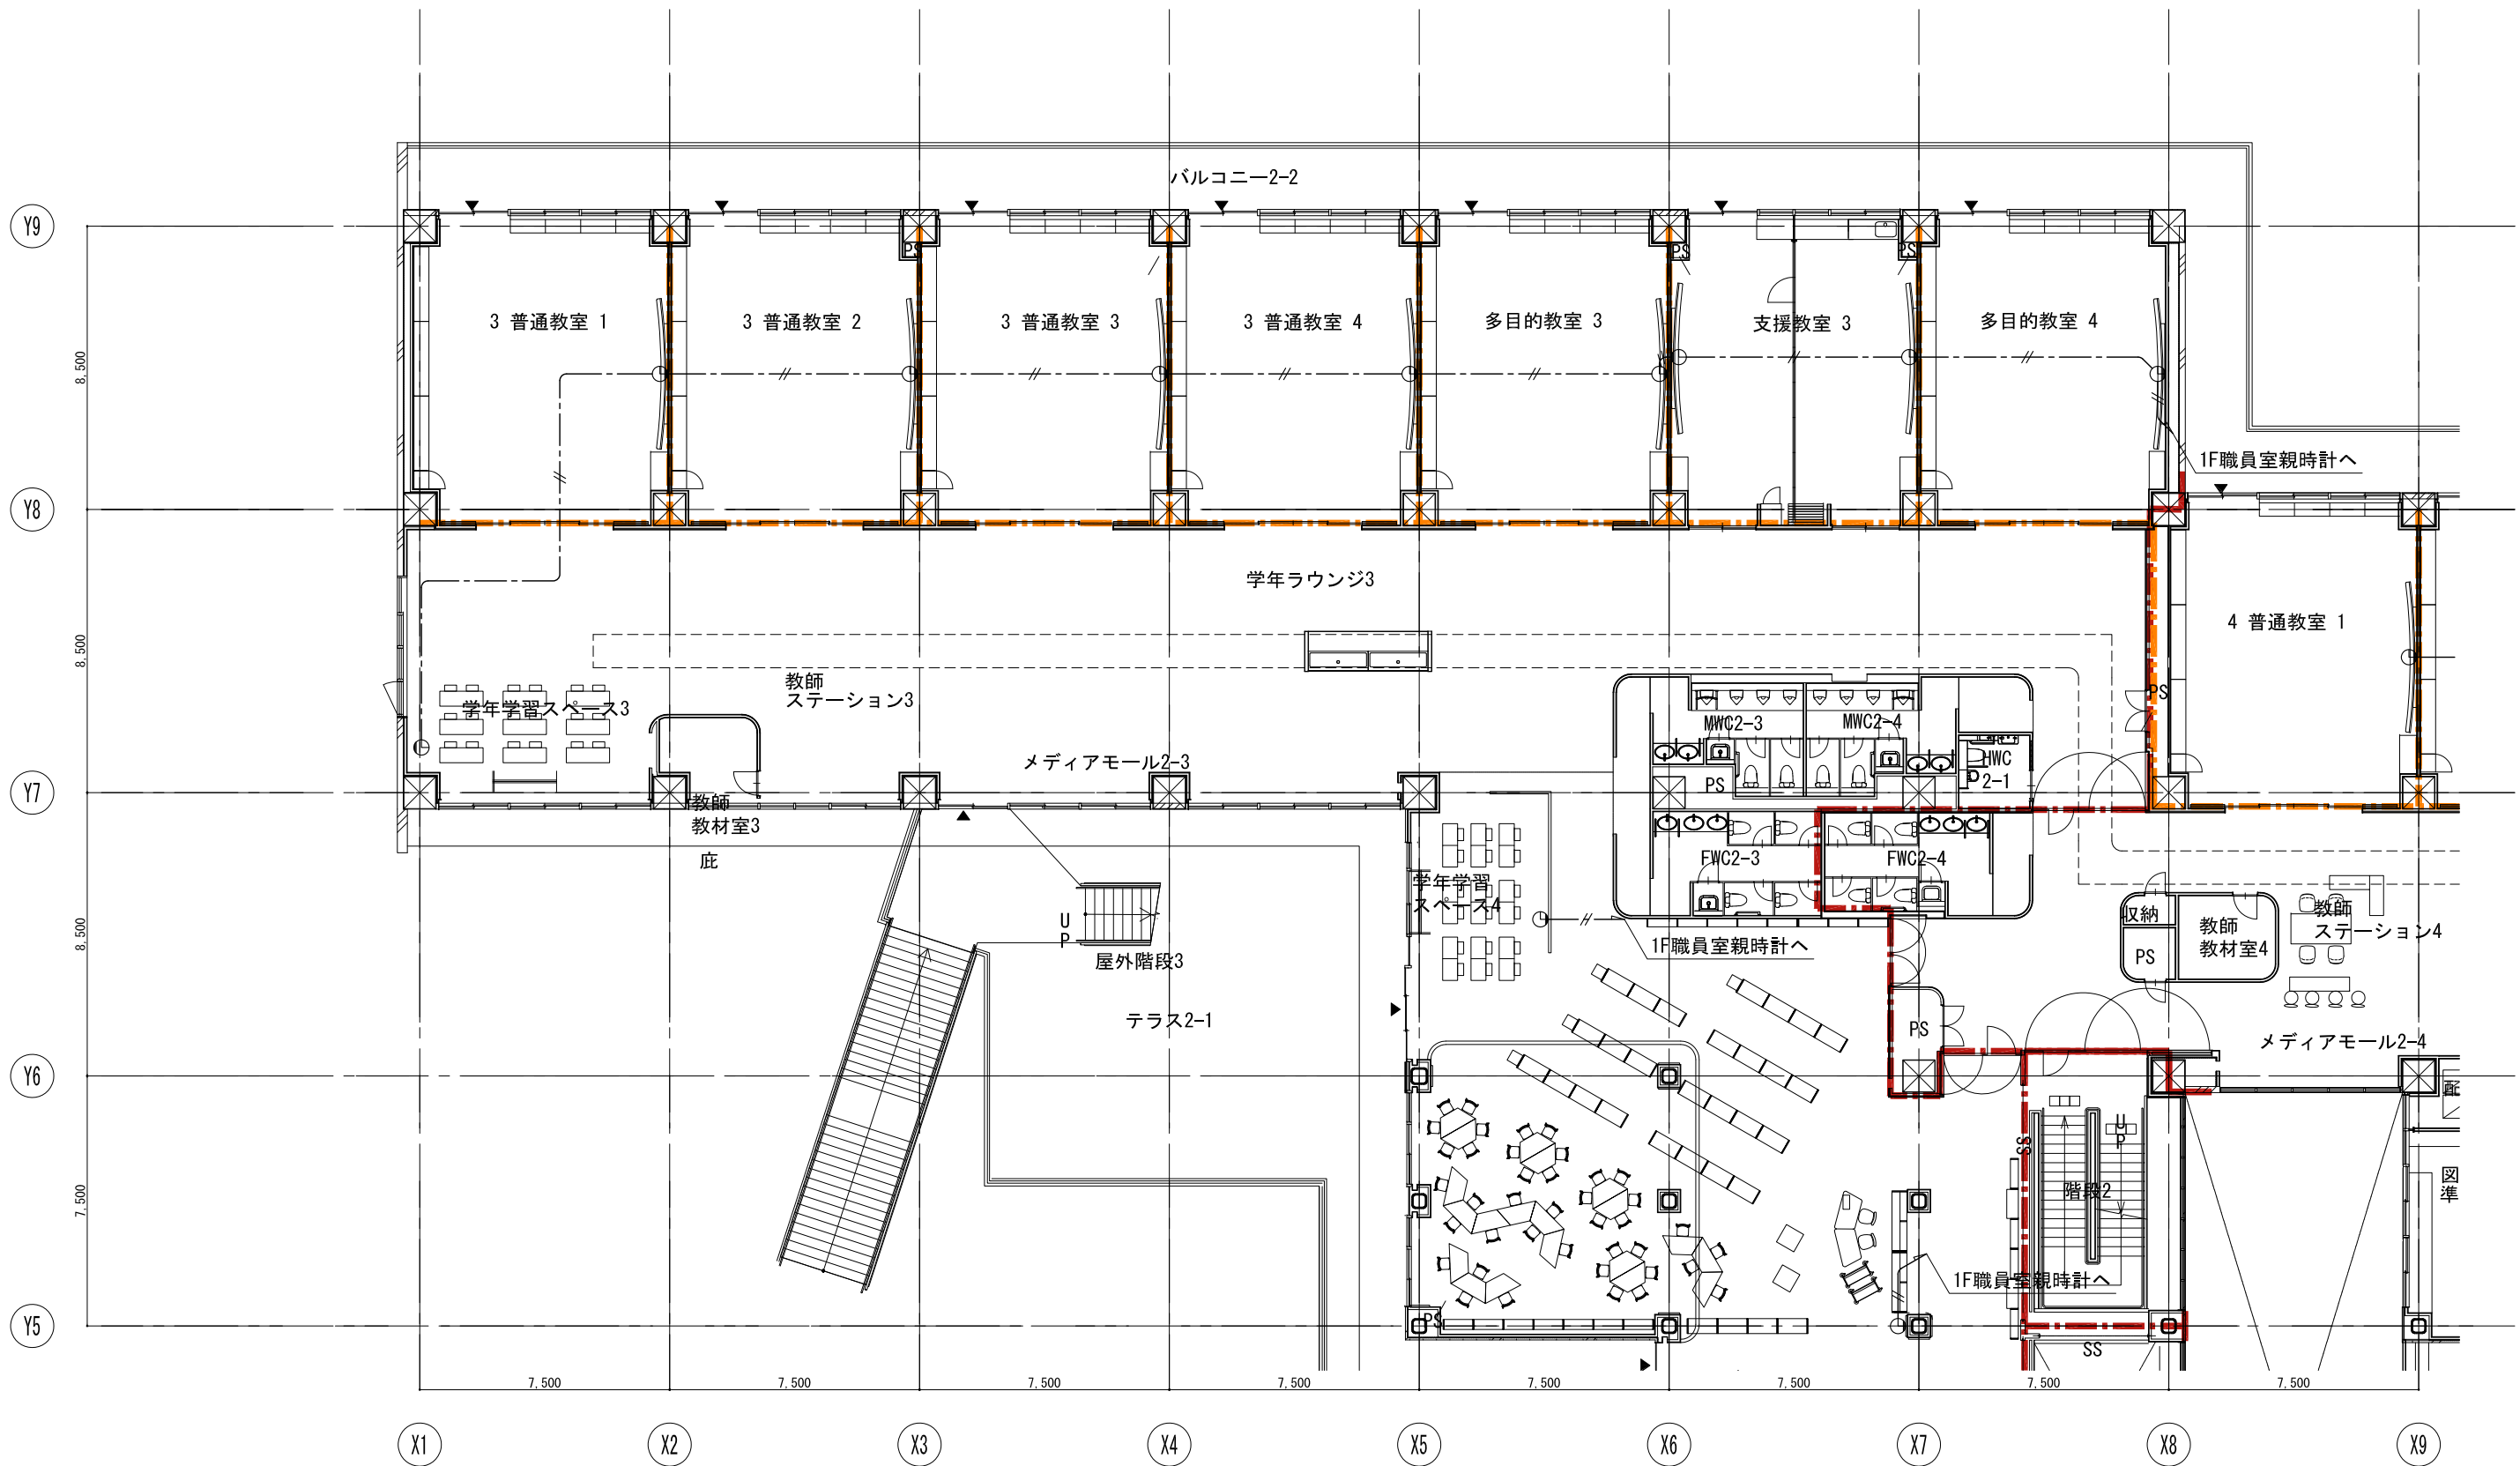 バルコニー2-2
Y9
PS
PS
PS
3 普通教室 1
3 普通教室 2
3 普通教室 3
3 普通教室 4
多目的教室 3
支援教室 3
多目的教室 4
8,500
1F職員室親時計へ
Y8
学年ラウンジ3
4 普通教室 1
8,500
教師
ステーション3
学年学習スペース3
PS
MWC2-3
MWC2-4
メディアモール2-3
HWC
2-1
PS
Y7
教師
教材室3
庇
FWC2-3
FWC2-4
学年学習
スペース4
UP
収納
教師
ステーション4
教師
教材室4
8,500
1F職員室親時計へ
PS
屋外階段3
テラス2-1
PS
メディアモール2-4
Y6
配
SS
UP
図
準
階段2
7,500
1F職員室親時計へ
PS
Y5
SS
7,500
7,500
7,500
7,500
7,500
7,500
7,500
7,500
X1
X2
X3
X4
X5
X6
X7
X8
X9